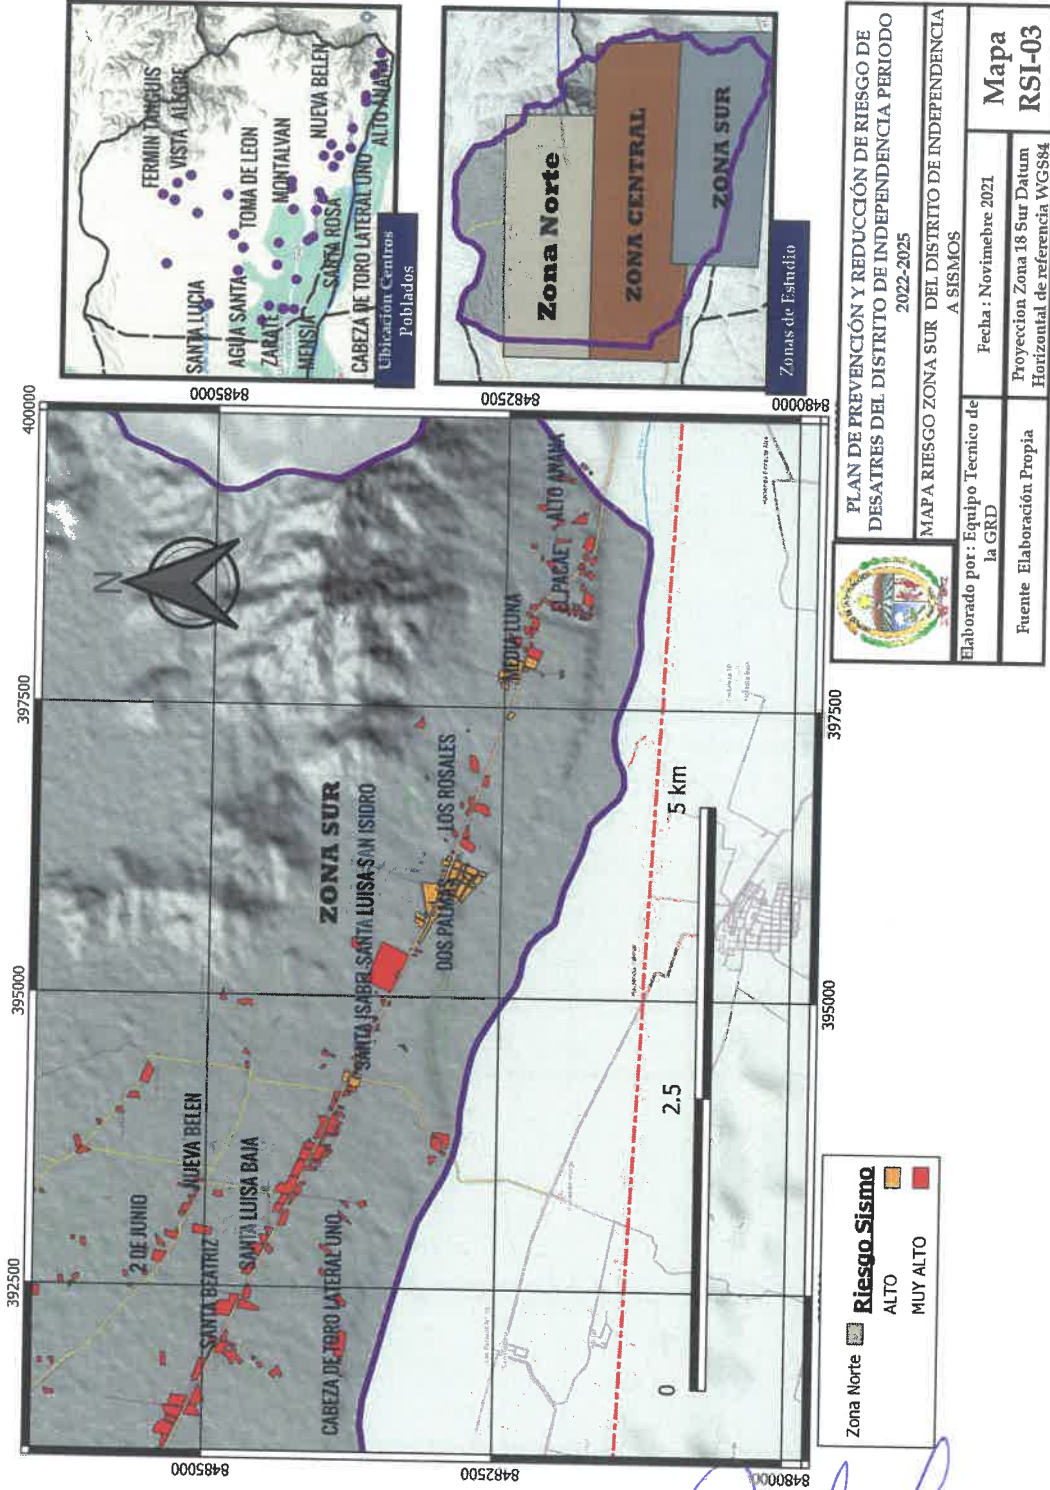 400000
397500
395000
392500
8485000
8482500
8480000
N
ZONA SUR
2 DE JUNIO
NUEVA BELEN
SANTA BEATRIZ
SANTA LUISA BAJA
CABEZA DE TORO LATERAL UNO
SANTA ISABEL
SANTA LUISA
SAN ISIDRO
DOS PALMAS
LOS ROSALES
MEDIA LUNA
EL PACAE
ALTO ANANA
8485000
8482500
8480000
397500
395000
0
2.5
5 km
Zona Norte
Riesgo Sismo
ALTO
MUY ALTO
FERMIN TANGUIS
VISTA ALEGRE
SANTA LUCIA
AGUA SANTA
TOMA DE LEON
ZARATE
MONTALVAN
NUEVA BELEN
MENSIA
SANTA ROSA
CABEZA DE TORO LATERAL UNO
ALTO ANANA
Ubicación Centros
Poblados
Zona Norte
ZONA CENTRAL
ZONA SUR
Zonas de Estudio
PLAN DE PREVENCIÓN Y REDUCCIÓN DE RIESGO DE
DESATRES DEL DISTRITO DE INDEPENDENCIA PERIODO
2022-2025
MAPA RIESGO ZONA SUR DEL DISTRITO DE INDEPENDENCIA
A SISMOS
Elaborado por : Equipo Tecnico de
la GRD
Fecha : Novimebre 2021
Mapa
RSI-03
Fuente Elaboración Propia
Proyeccion Zona 18 Sur Datum
Horizontal de referencia WGS84